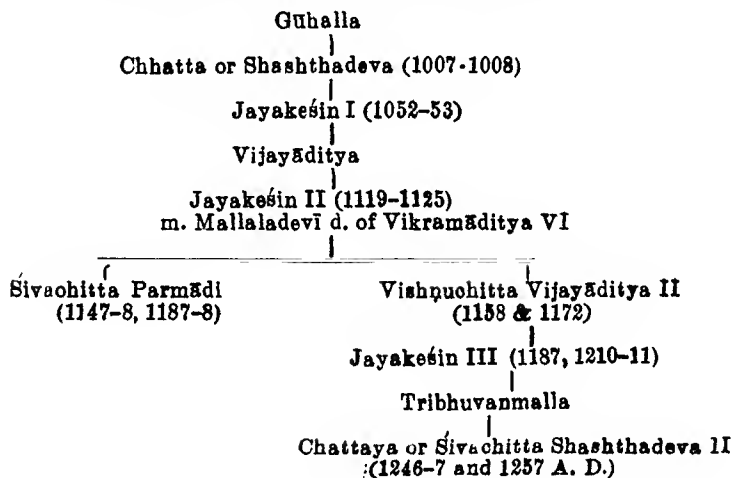 Gūhalla
Chhatta or Shashthadeva (1007-1008)
Jayakeśin I (1052-53)
Vijayāditya
Jayakeśin II (1119-1125)
m. Mallaladevī d. of Vikramāditya VI
Śivachitta Parmādi
Vishṇuchitta Vijayāditya II
(1147-8, 1187-8)
(1158 & 1172)
Jayakeśin III (1187, 1210-11)
Tribhuvanmalla
Chattaya or Śivachitta Shashthadeva II
(1246-7 and 1257 A. D.)